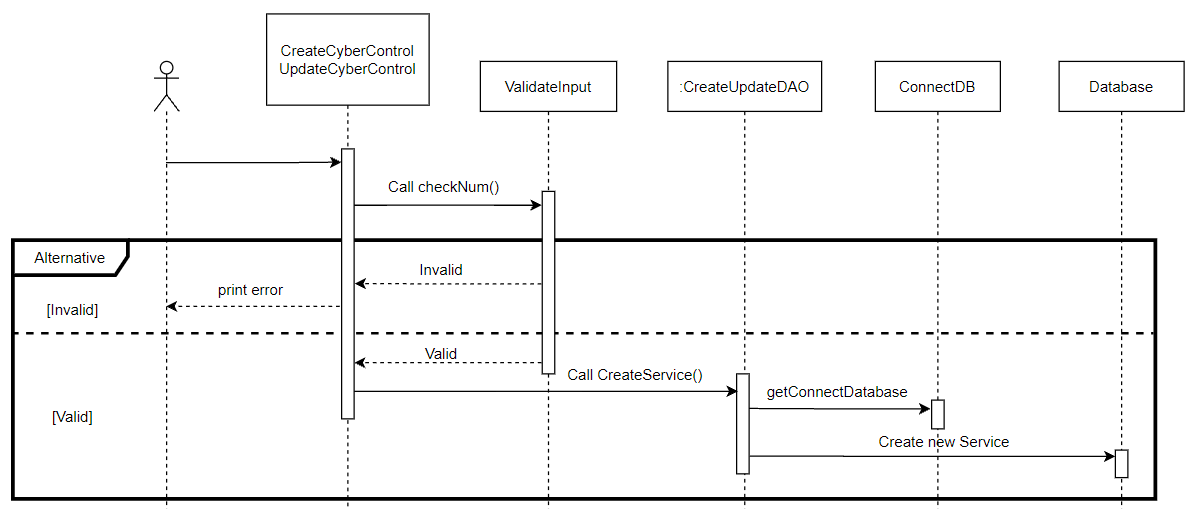 CreateCyberControl
UpdateCyberControl
ValidateInput
:CreateUpdateDAO
ConnectDB
Database
Call checkNum()
Alternative
Invalid
print error
[Invalid]
Valid
Call CreateService()
getConnectDatabase
[Valid]
Create new Service